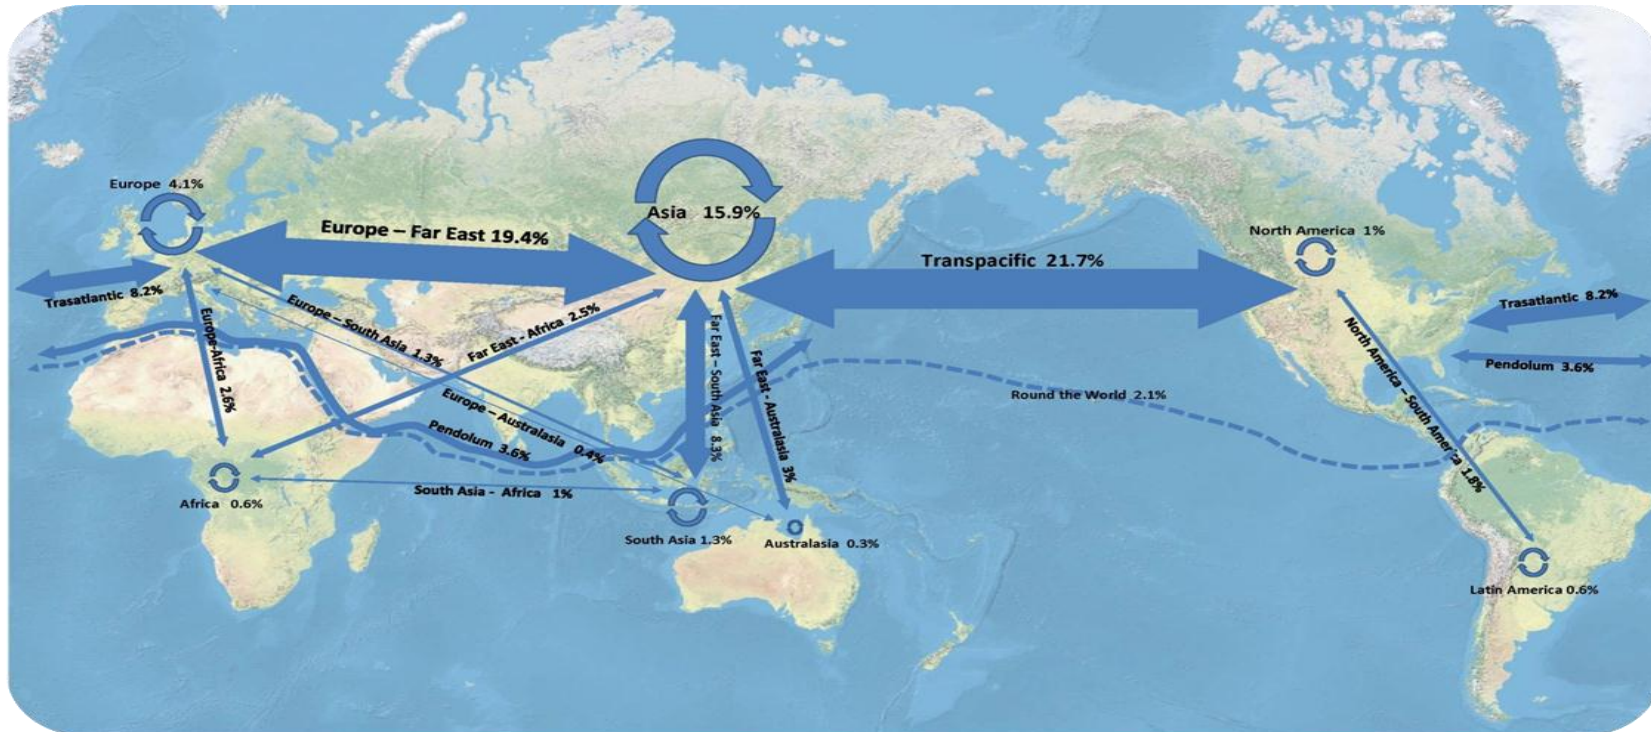 Europe 4.1%
Asia 15.9%
Europe – Far East 19.4%
North America 1%
Transpacific 21.7%
Trasatlantic 8.2%
Trasatlantic 8.2%
Europe – South Asia 1.3%
Far East - Africa 2.5%
Europe-Africa 2.6%
Far East – South Asia 8.3%
Far East - Australasia 3%
North America – South America 1.8%
Pendolum 3.6%
Europe – Australasia 0.4%
Round the World 2.1%
Pendolum 3.6%
South Asia - Africa 1%
Africa 0.6%
South Asia 1.3%
Australasia 0.3%
Latin America 0.6%